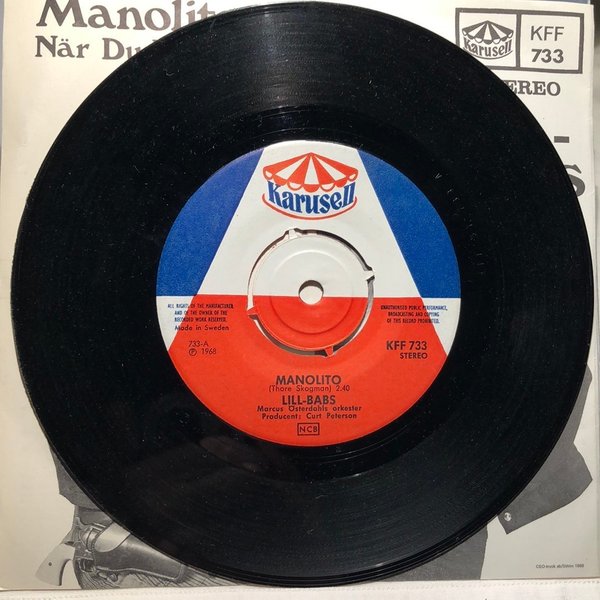 Manolito
När Du
Karusell
KFF
733
EREO
Karusell
ALL RIGHTS OF THE MANUFACTURER
AND OF THE OWNER OF THE
RECORDED WORK RESERVED.
Made in Sweden
UNAUTHORISED PUBLIC PERFORMANCE,
BROADCASTING AND COPYING
OF THIS RECORD PROHIBITED.
733-A
Ⓟ 1968
KFF 733
STEREO
MANOLITO
(Thore Skogman) 2.40
LILL-BABS
Marcus Österdahls orkester
Producent: Curt Peterson
NCB